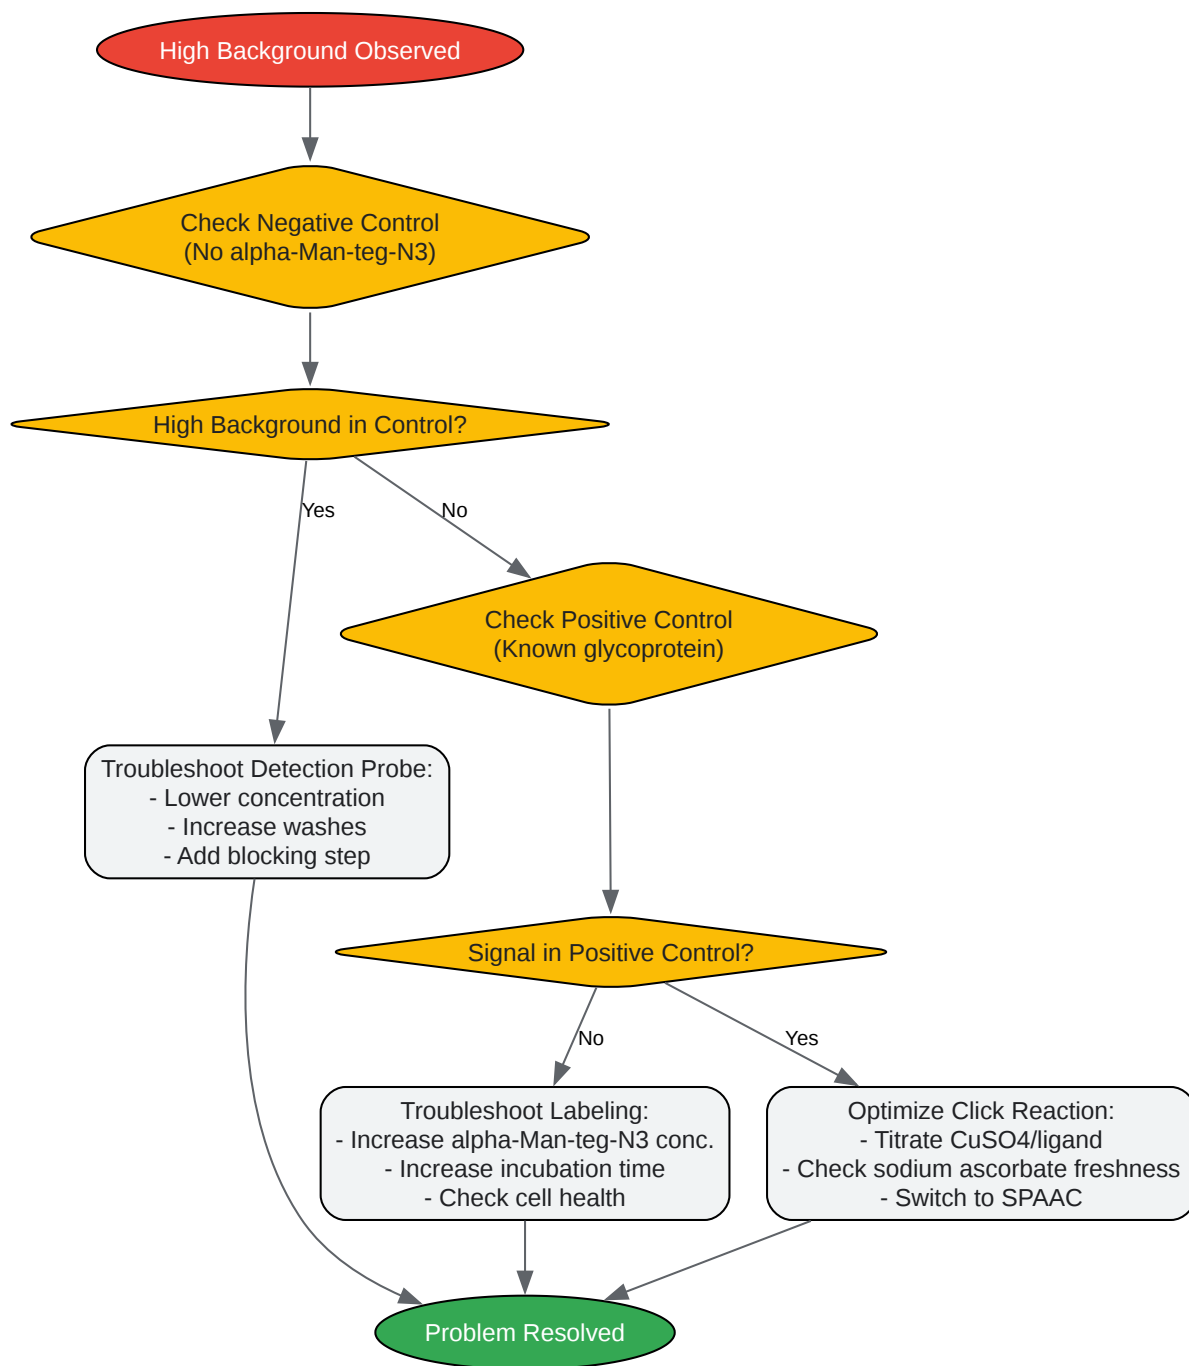 High Background Observed
Check Negative Control
(No alpha-Man-teg-N3)
High Background in Control?
Yes
No
Check Positive Control
(Known glycoprotein)
Troubleshoot Detection Probe:
- Lower concentration
- Increase washes
- Add blocking step
Signal in Positive Control?
No
Yes
Troubleshoot Labeling:
- Increase alpha-Man-teg-N3 conc.
- Increase incubation time
- Check cell health
Optimize Click Reaction:
- Titrate CuSO4/ligand
- Check sodium ascorbate freshness
- Switch to SPAAC
Problem Resolved